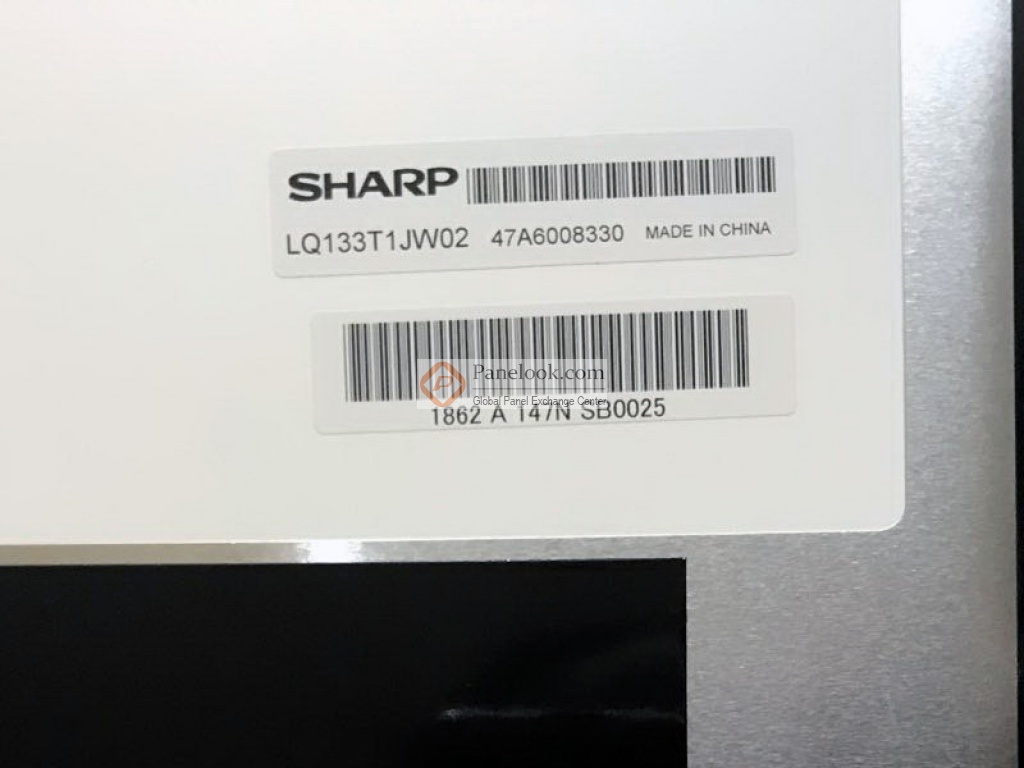 SHARP
LQ133T1JW02 47A6008330 MADE IN CHINA
Panelook.com
Global Panel Exchange Center
1862 A 147N SB0025